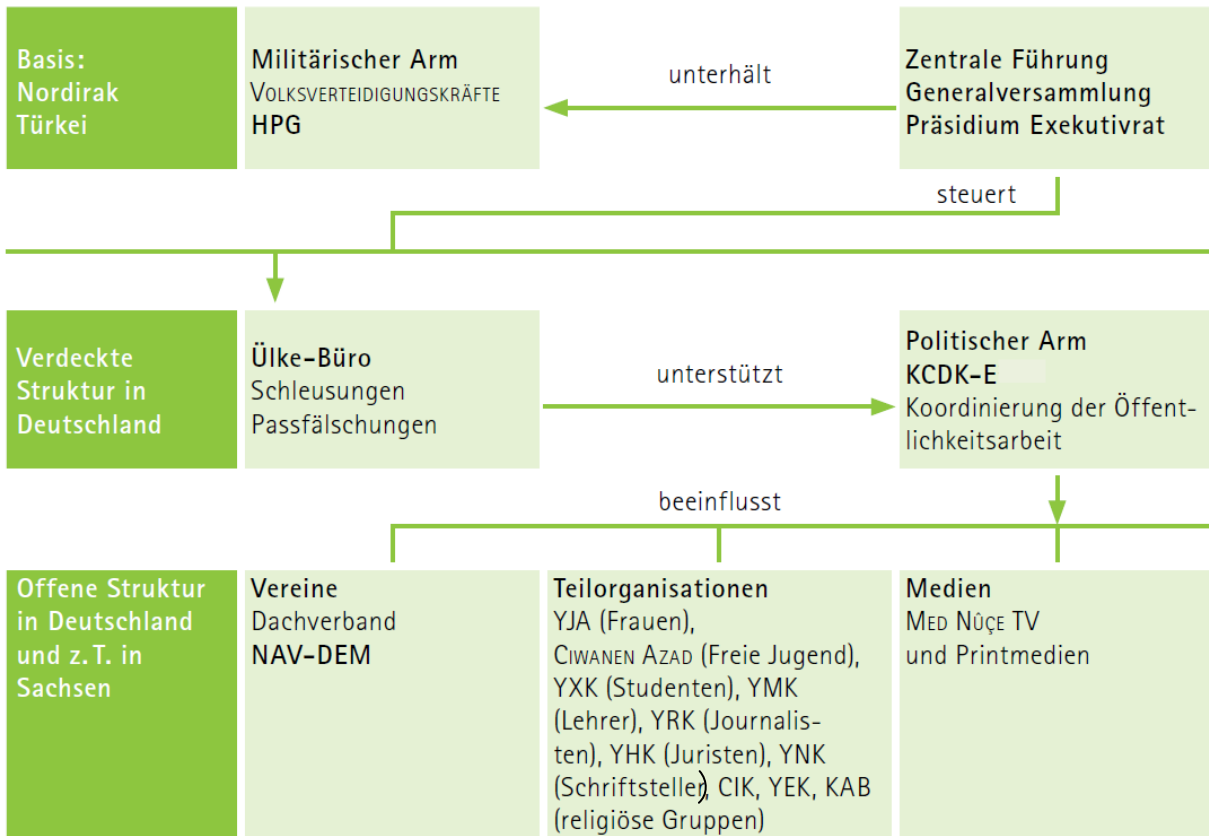 Basis:
Nordirak
Türkei
Militärischer Arm
VOLKSVERTEIDIGUNGSKRÄFTE
HPG
unterhält
Zentrale Führung
Generalversammlung
Präsidium Exekutivrat
steuert
Verdeckte
Struktur in
Deutschland
Ülke-Büro
Schleusungen
Passfälschungen
unterstützt
Politischer Arm
KCDK-E
Koordinierung der Öffent-
lichkeitsarbeit
beeinflusst
Offene Struktur
in Deutschland
und z. T. in
Sachsen
Vereine
Dachverband
NAV-DEM
Teilorganisationen
YJA (Frauen),
CIWANEN AZAD (Freie Jugend),
YXK (Studenten), YMK
(Lehrer), YRK (Journalis-
ten), YHK (Juristen), YNK
(Schriftsteller), CIK, YEK, KAB
(religiöse Gruppen)
Medien
MED NÛÇE TV
und Printmedien